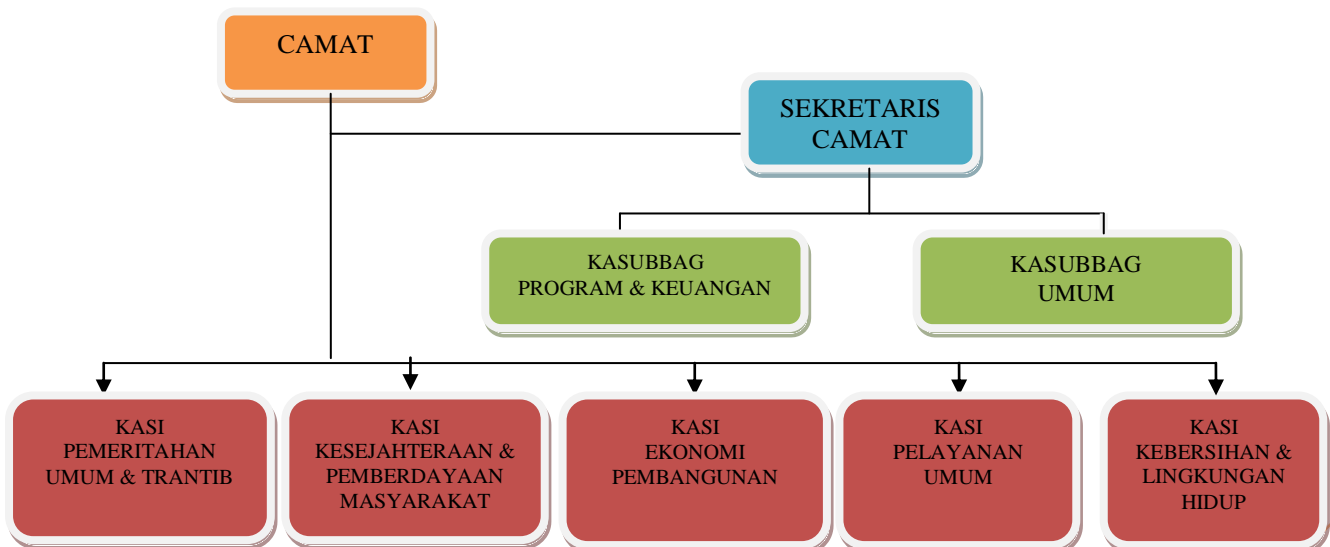 CAMAT
SEKRETARIS
CAMAT
KASUBBAG
PROGRAM & KEUANGAN
KASUBBAG
UMUM
KASI
PEMERITAHAN
UMUM & TRANTIB
KASI
KESEJAHTERAAN &
PEMBERDAYAAN
MASYARAKAT
KASI
EKONOMI
PEMBANGUNAN
KASI
PELAYANAN
UMUM
KASI
KEBERSIHAN &
LINGKUNGAN
HIDUP